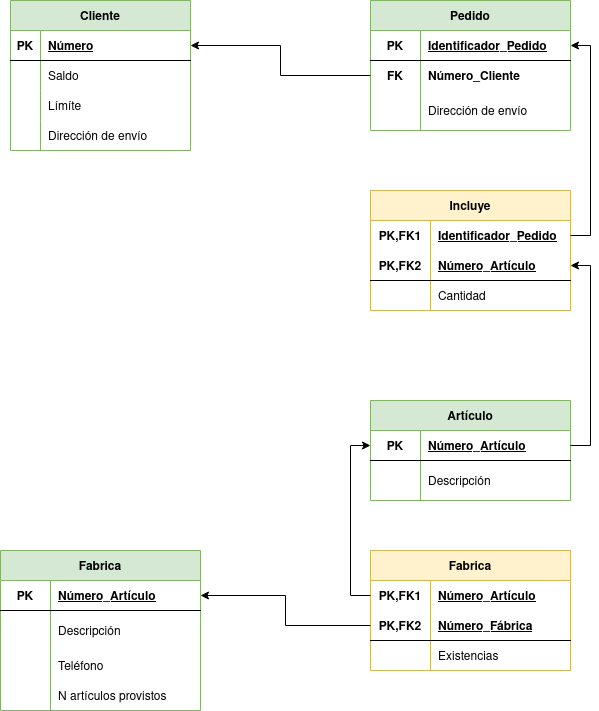 Cliente
PK Número
Saldo
Límíte
Dirección de envío
Pedido
PK Identificador_Pedido
FK Número_Cliente
Dirección de envío
Incluye
PK,FK1 Identificador_Pedido
PK,FK2 Número_Artículo
Cantidad
Artículo
PK Número_Artículo
Descripción
Fabrica
PK Número_Artículo
Descripción
Teléfono
N artículos provistos
Fabrica
PK,FK1 Número_Artículo
PK,FK2 Número_Fábrica
Existencias